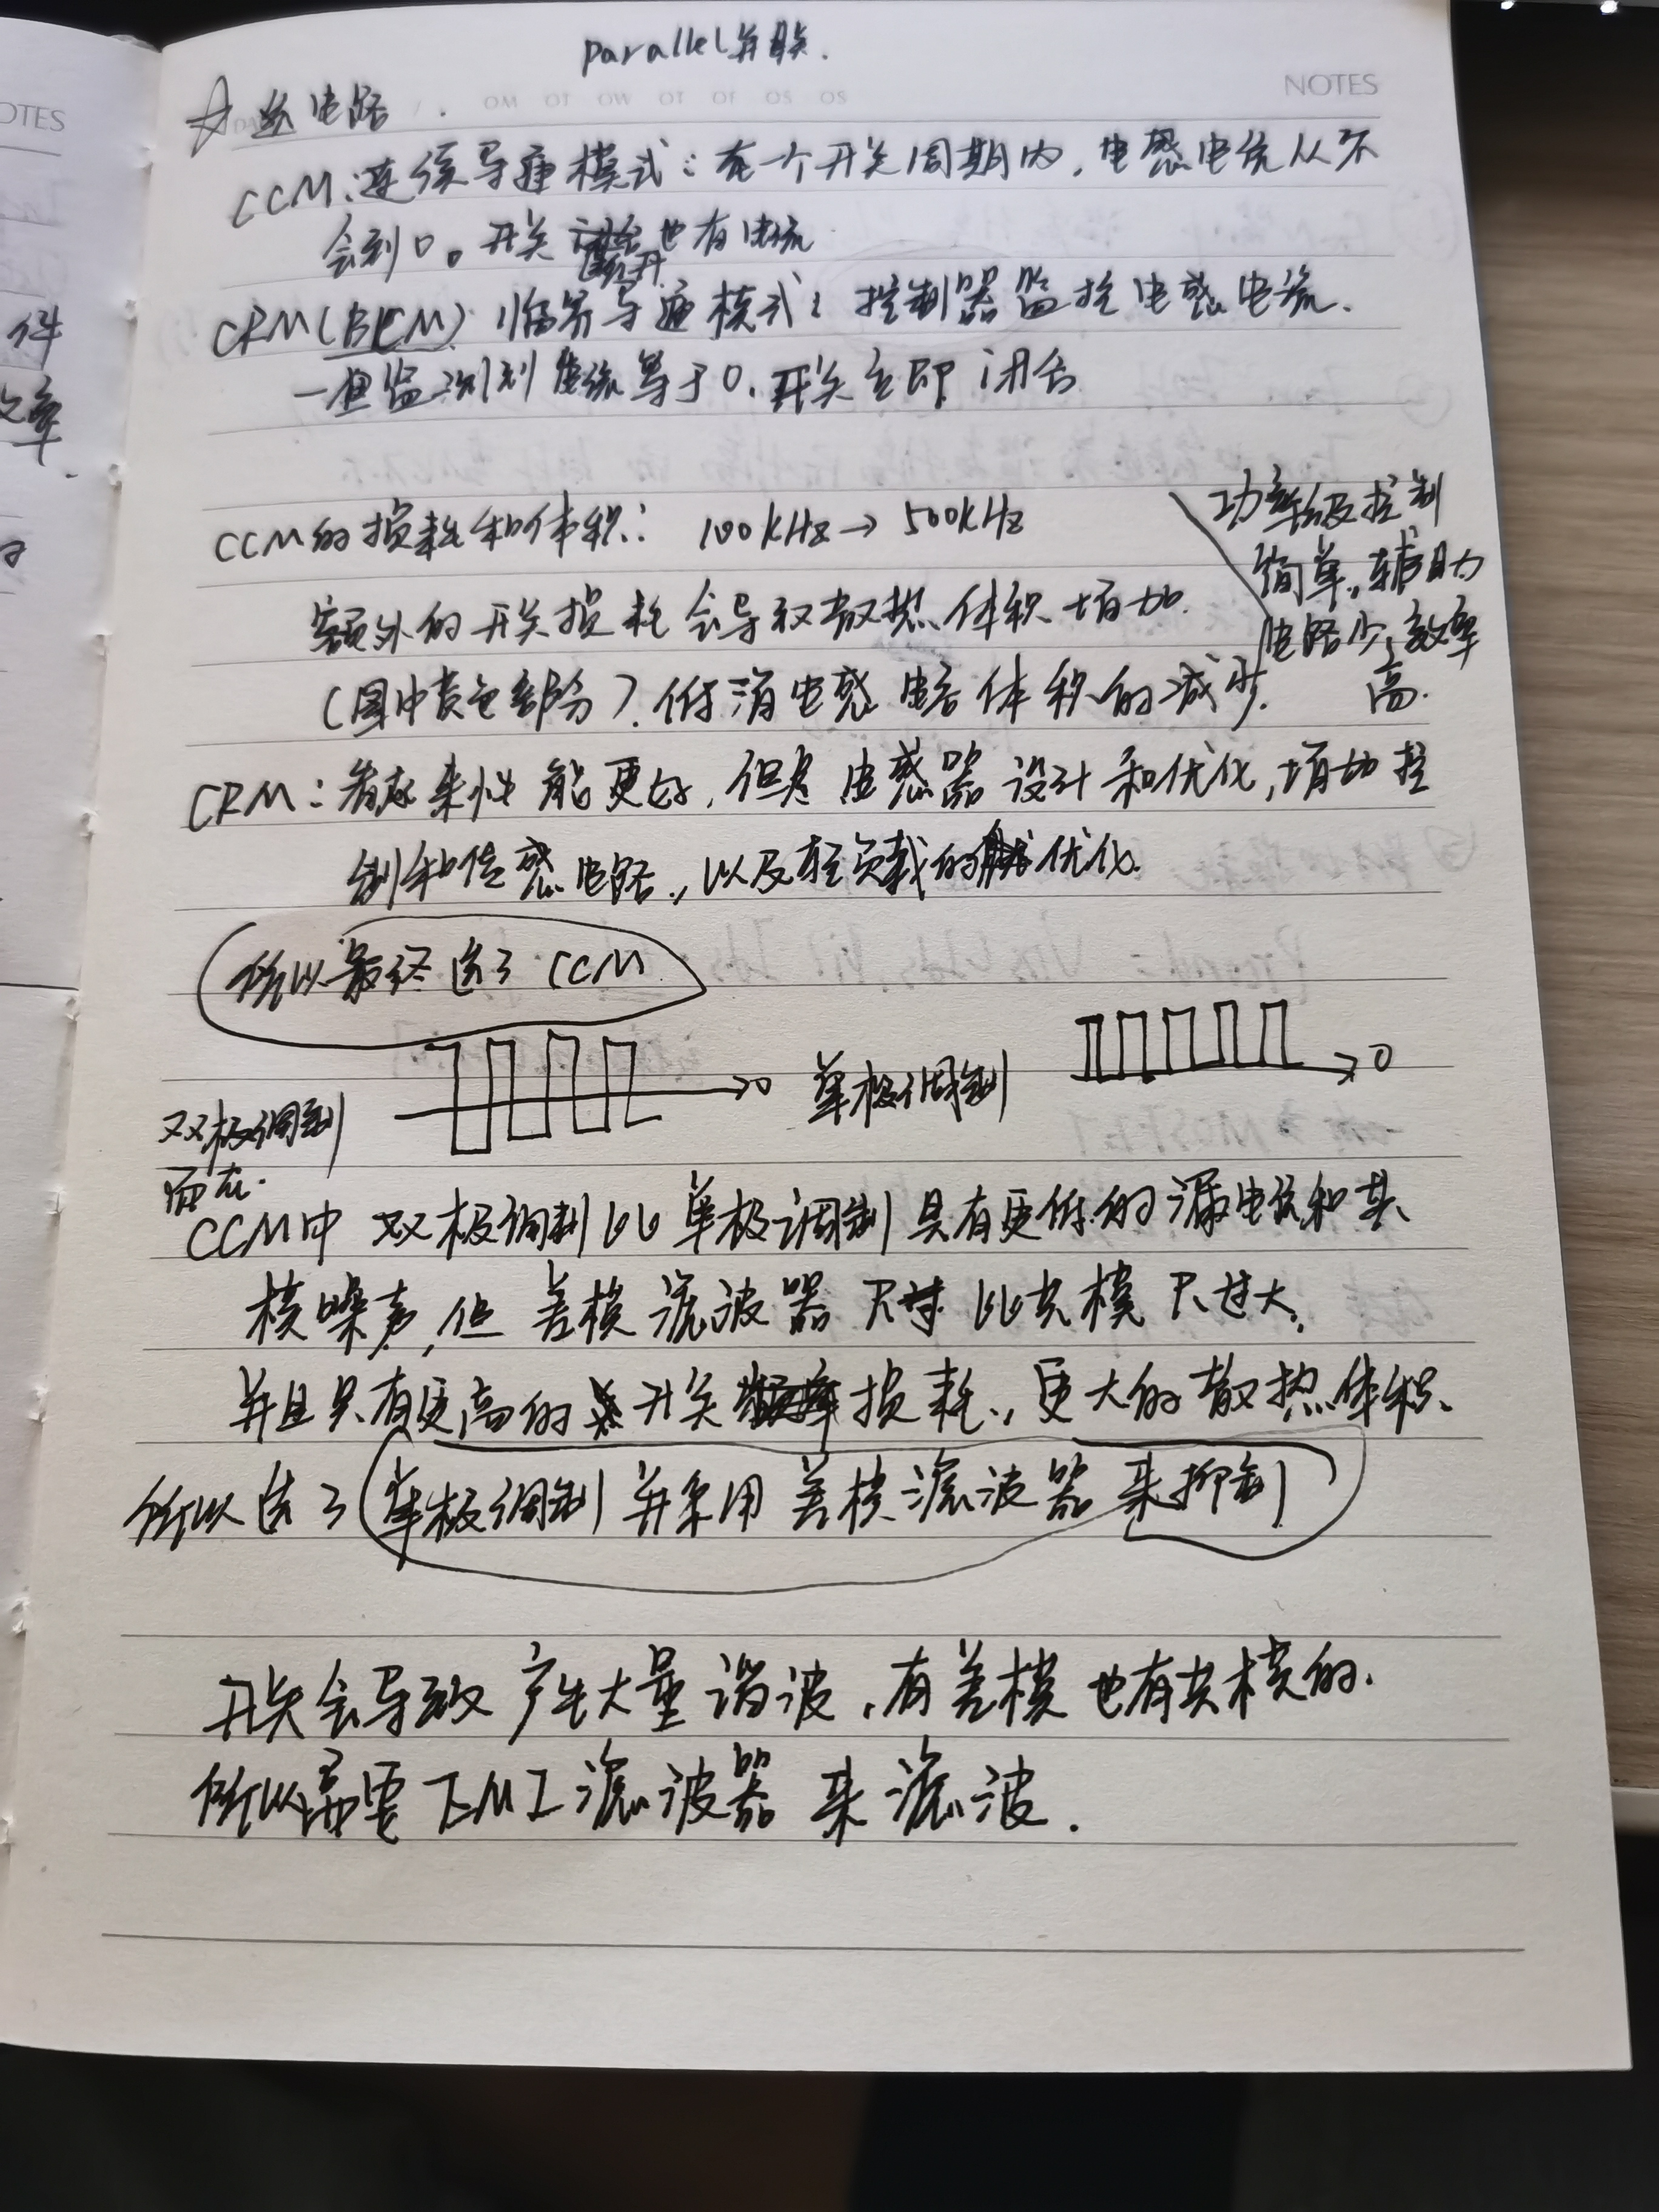 parallel并联.
NOTES
OTES
电路.
CCM:连续导通模式:在一个开关周期内,电感电流从不
会到0。开关断开也有电流
CRM(BCM) 临界导通模式:控制器监控电感电流.
一旦监测到电流等于0.开关立即闭合
件
效率.
CCM的损耗和体积: 100kHz→500kHz
功率级控制
简单,辅助
电路少,效率
高.
额外的开关损耗会导致散热体积增加.
(图中黄色部分).低消电感电容体积的减少.
CRM:看起来性能更好,但是电感器设计和优化,增加控
制和传感电路,以及轻负载的优化.
所以最终选了CCM
双极调制
0
单极调制
0
而在.
CCM中 双极调制比单极调制具有更低的漏电流和共
模噪声,但差模滤波器尺寸比共模尺寸大,
并且具有更高的开关损耗,更大的散热体积.
所以选了单极调制并采用差模滤波器来抑制
开关会导致产生大量谐波,有差模也有共模的.
所以需要EMI滤波器来滤波.